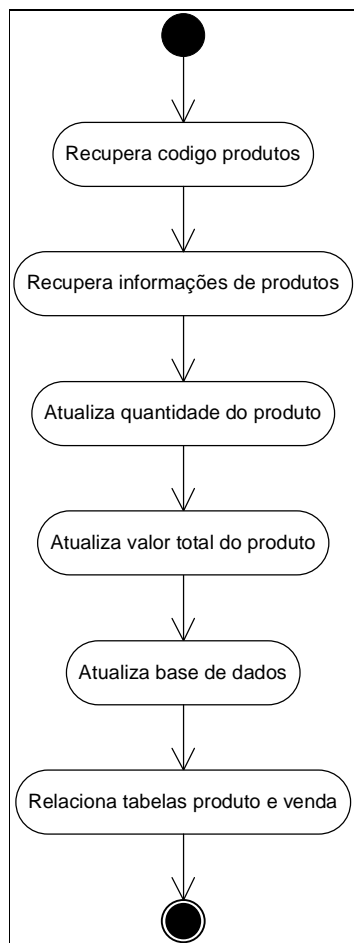 Recupera codigo produtos
Recupera informações de produtos
Atualiza quantidade do produto
Atualiza valor total do produto
Atualiza base de dados
Relaciona tabelas produto e venda